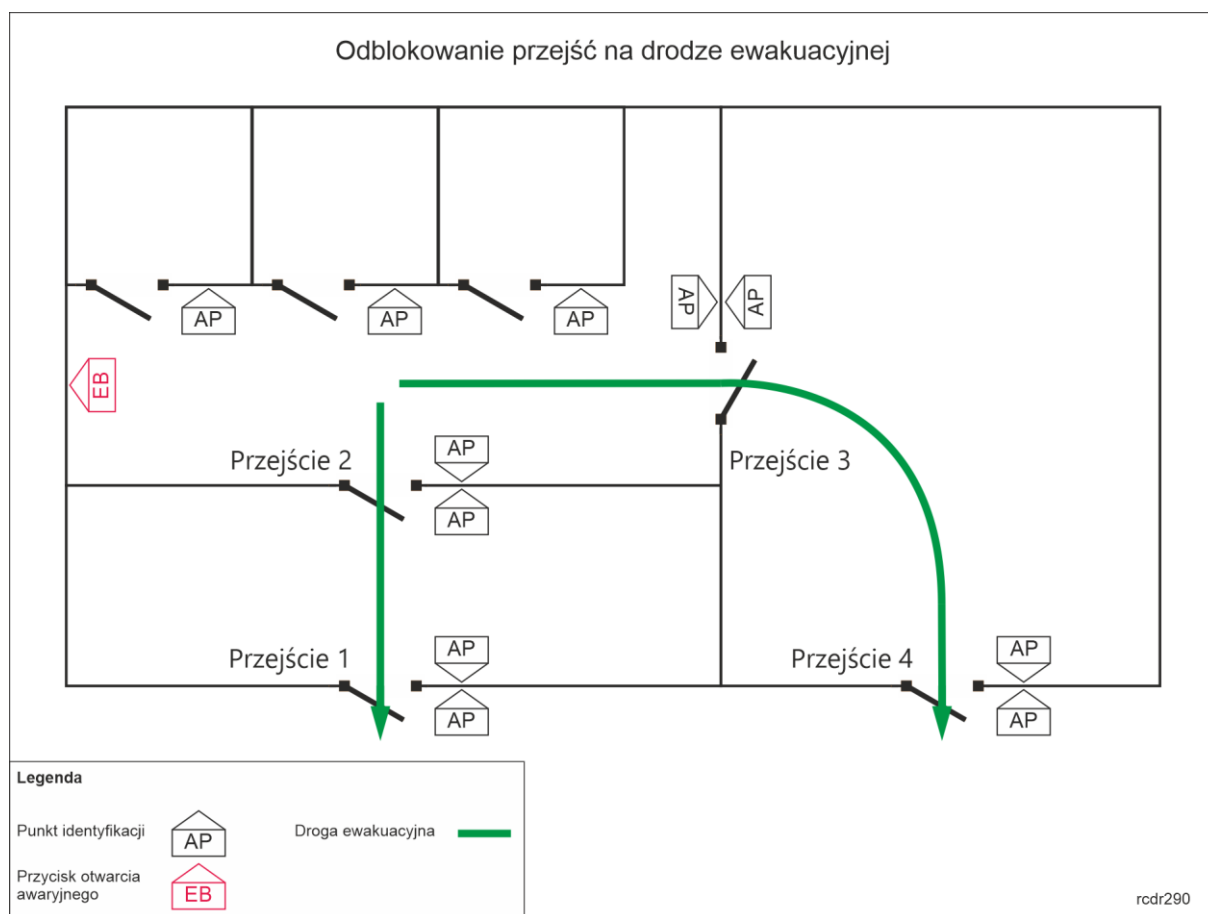 Odblokowanie przejść na drodze ewakuacyjnej
AP
AP
AP
AP
AP
EB
Przejście 2
AP
AP
Przejście 3
Przejście 1
AP
AP
Przejście 4
AP
AP
Legenda
Punkt identyfikacji
AP
Droga ewakuacyjna
Przycisk otwarcia
awaryjnego
EB
rcdr290